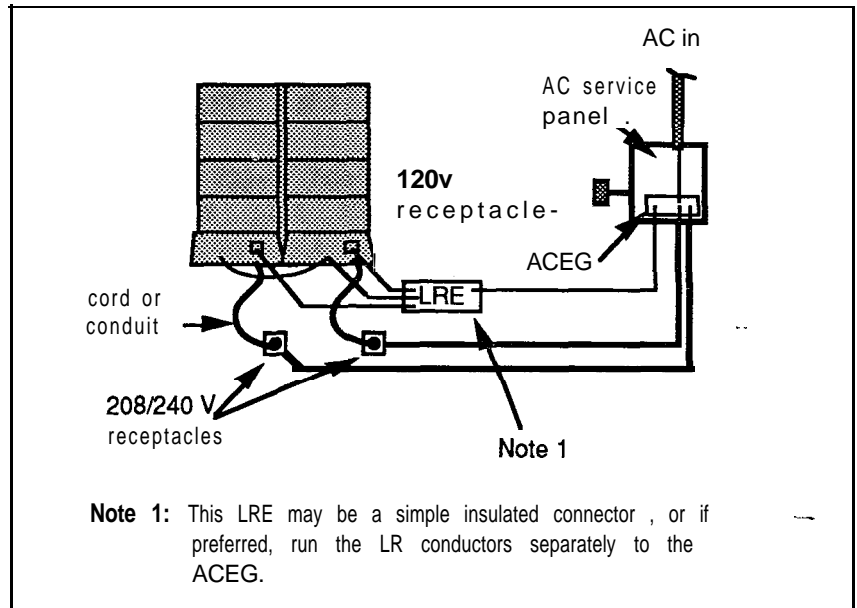 AC in
AC service
panel .
120v
receptacle-
ACEG
LRE
cord or
conduit
208/240 V
receptacles
Note 1
Note 1: This LRE may be a simple insulated connector , or if
preferred, run the LR conductors separately to the
ACEG.